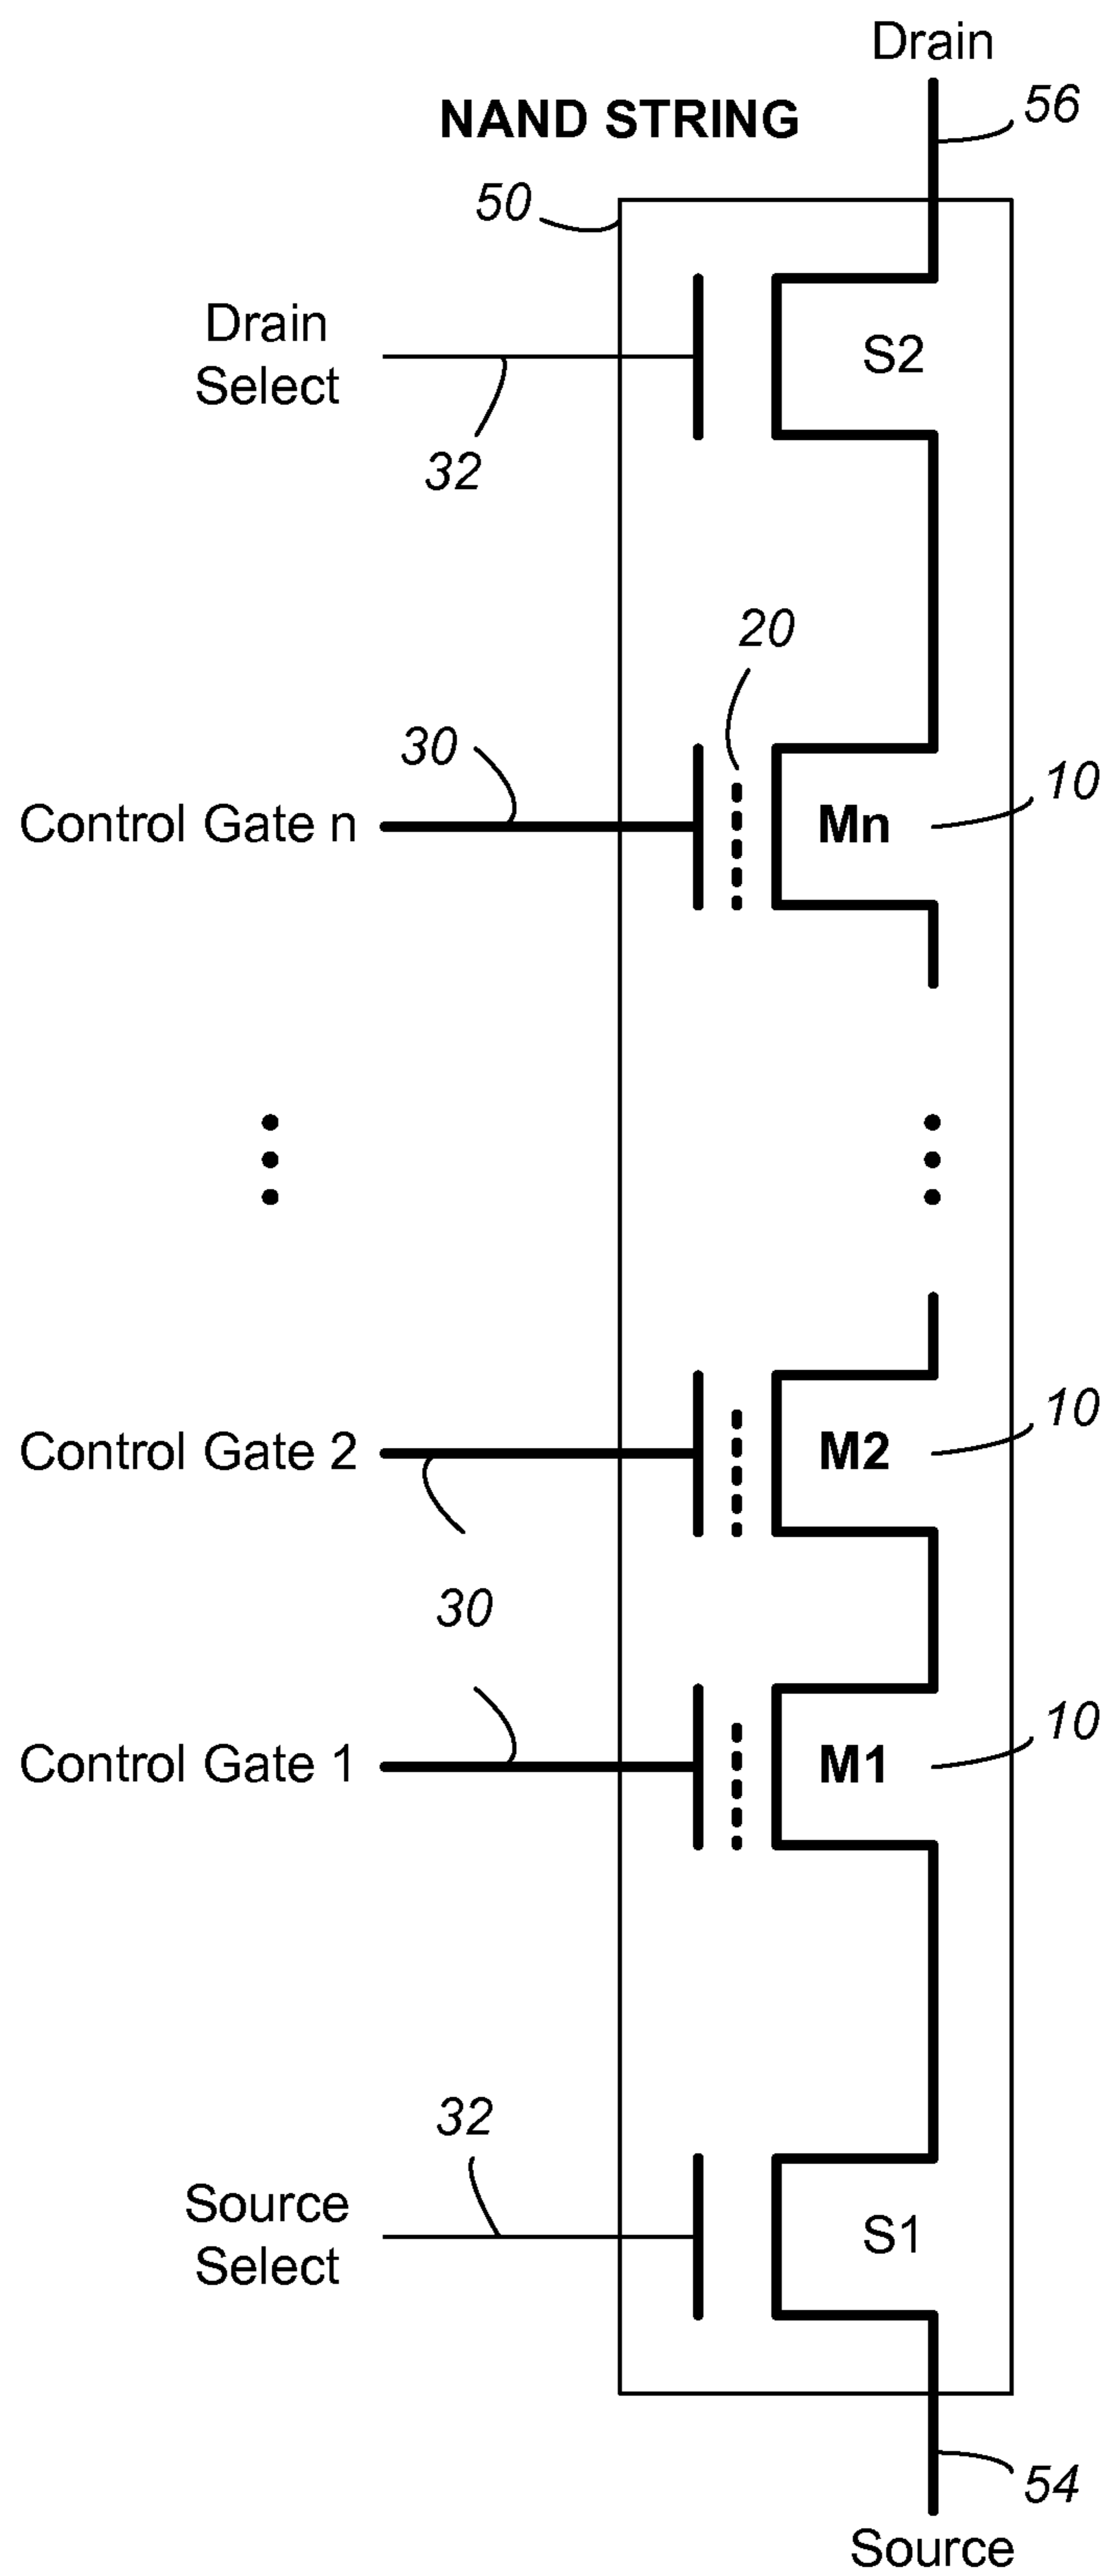 Drain
56
NAND STRING
50
Drain
Select
S2
32
20
30
10
Control Gate n
Mn
10
Control Gate 2
M2
30
10
Control Gate 1
M1
32
Source
Select
S1
54
Source